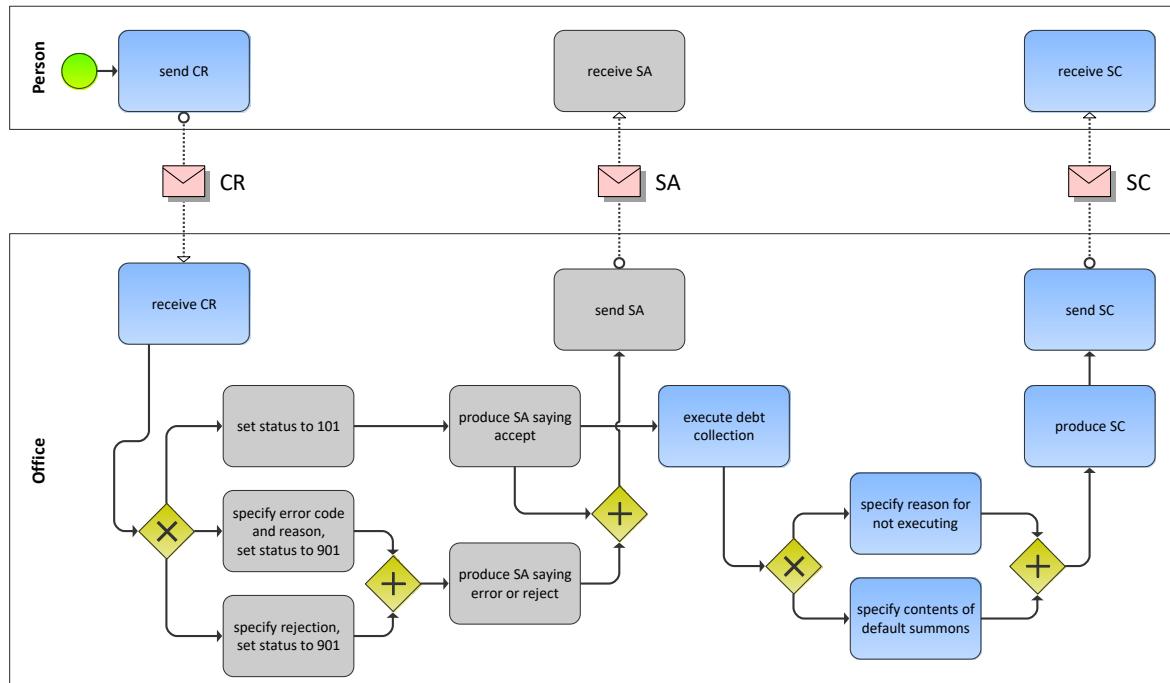 Person
send CR
receive SA
receive SC
CR
SA
SC
Office
receive CR
send SA
send SC
set status to 101
produce SA saying
accept
execute debt
collection
produce SC
specify error code
and reason,
set status to 901
specify reason for
not executing
produce SA saying
error or reject
specify rejection,
set status to 901
specify contents of
default summons